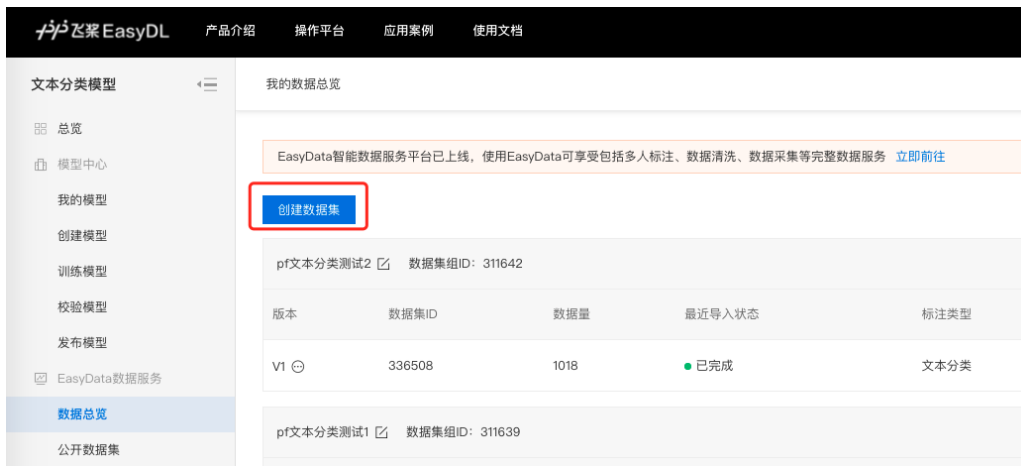 飞桨EasyDL 产品介绍 操作平台 应用案例 使用文档
文本分类模型
我的数据总览
总览
模型中心
我的模型
创建模型
训练模型
校验模型
发布模型
EasyData数据服务
数据总览
公开数据集
EasyData智能数据服务平台已上线，使用EasyData可享受包括多人标注、数据清洗、数据采集等完整数据服务 立即前往
创建数据集
pf文本分类测试2 数据集组ID：311642
版本 数据集ID 数据量 最近导入状态 标注类型
V1 336508 1018 已完成 文本分类
pf文本分类测试1 数据集组ID：311639